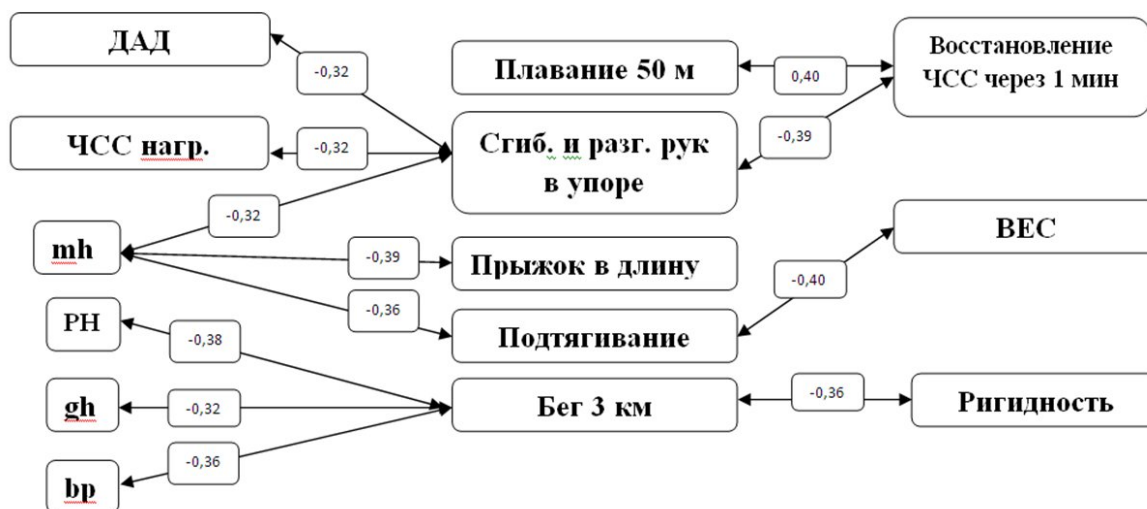 ДАД
-0,32
Плавание 50 м
0,40
Восстановление
ЧСС через 1 мин
ЧСС нагр.
-0,32
Сгиб. и разг. рук
в упоре
-0,39
-0,32
mh
-0,39
Прыжок в длину
ВЕС
-0,40
-0,36
Подтягивание
PH
-0,38
gh
-0,32
Бег 3 км
-0,36
Ригидность
-0,36
bp